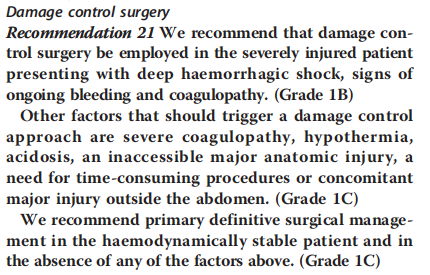 Damage control surgery
Recommendation 21 We recommend that damage con-
trol surgery be employed in the severely injured patient
presenting with deep haemorrhagic shock, signs of
ongoing bleeding and coagulopathy. (Grade 1B)
Other factors that should trigger a damage control
approach are severe coagulopathy, hypothermia,
acidosis, an inaccessible major anatomic injury, a
need for time-consuming procedures or concomitant
major injury outside the abdomen. (Grade 1C)
We recommend primary definitive surgical manage-
ment in the haemodynamically stable patient and in
the absence of any of the factors above. (Grade 1C)